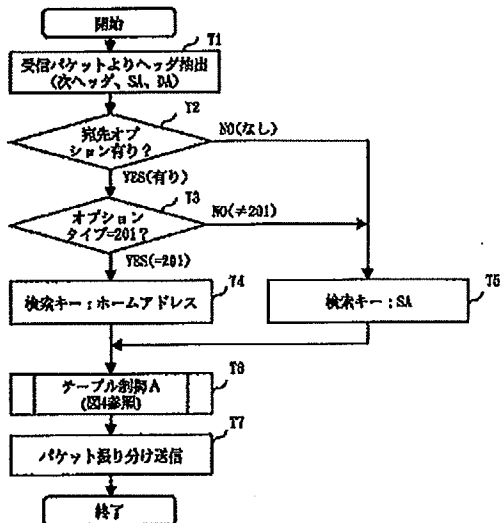 開始
T1
受信パケットよりヘッダ抽出
(次ヘッダ、SA、DA)
T2
宛先オプ
ション有り?
NO(なし)
YES(有り)
T3
オプション
タイプ=201?
NO(≠201)
YES(=201)
T4
検索キー:ホームアドレス
T5
検索キー:SA
T6
テーブル制御A
(図4参照)
T7
パケット振り分け送信
終了